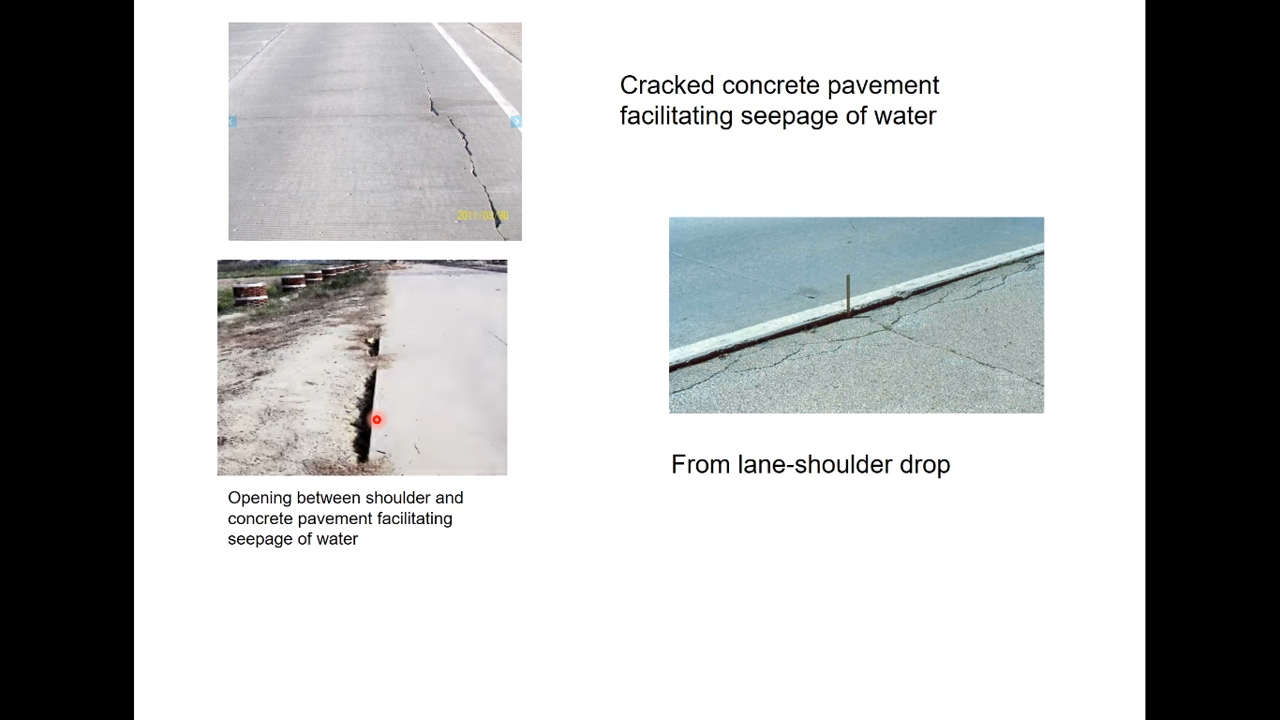 Cracked concrete pavement
facilitating seepage of water
From lane-shoulder drop
Opening between shoulder and
concrete pavement facilitating
seepage of water